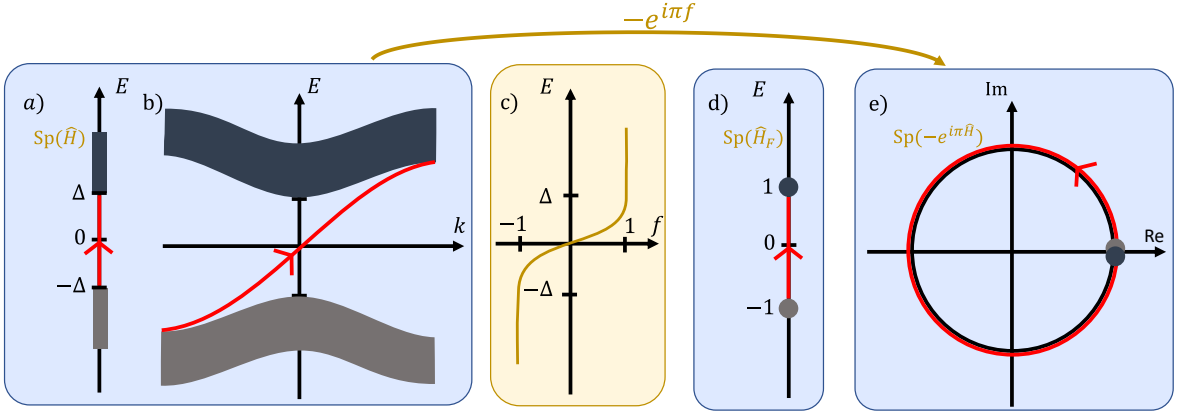 −e^{iπf}
a)
E
Sp(Ĥ)
Δ
0
−Δ
b)
E
k
c)
E
Δ
−1
1
f
−Δ
d)
E
Sp(Ĥ_F)
1
0
−1
e)
Im
Sp(−e^{iπĤ})
Re